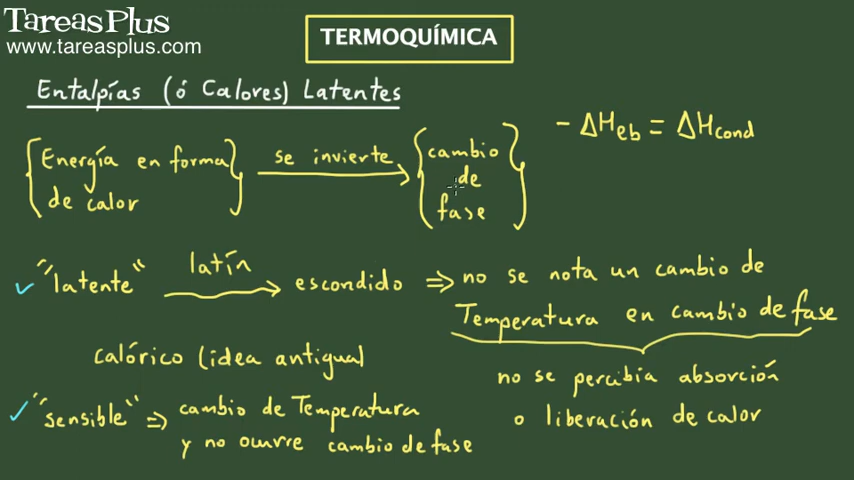 TareasPlus
www.tareasplus.com
TERMOQUÍMICA
Entalpías (ó Calores) Latentes
- ΔHeb = ΔHcond
Energía en forma
de calor
se invierte
cambio
de
fase
"latente"
latín
escondido ⇒ no se nota un cambio de
Temperatura en cambio de fase
calórico (idea antigua)
no se percibia absorción
o liberación de calor
"sensible" ⇒ cambio de Temperatura
y no ocurre cambio de fase